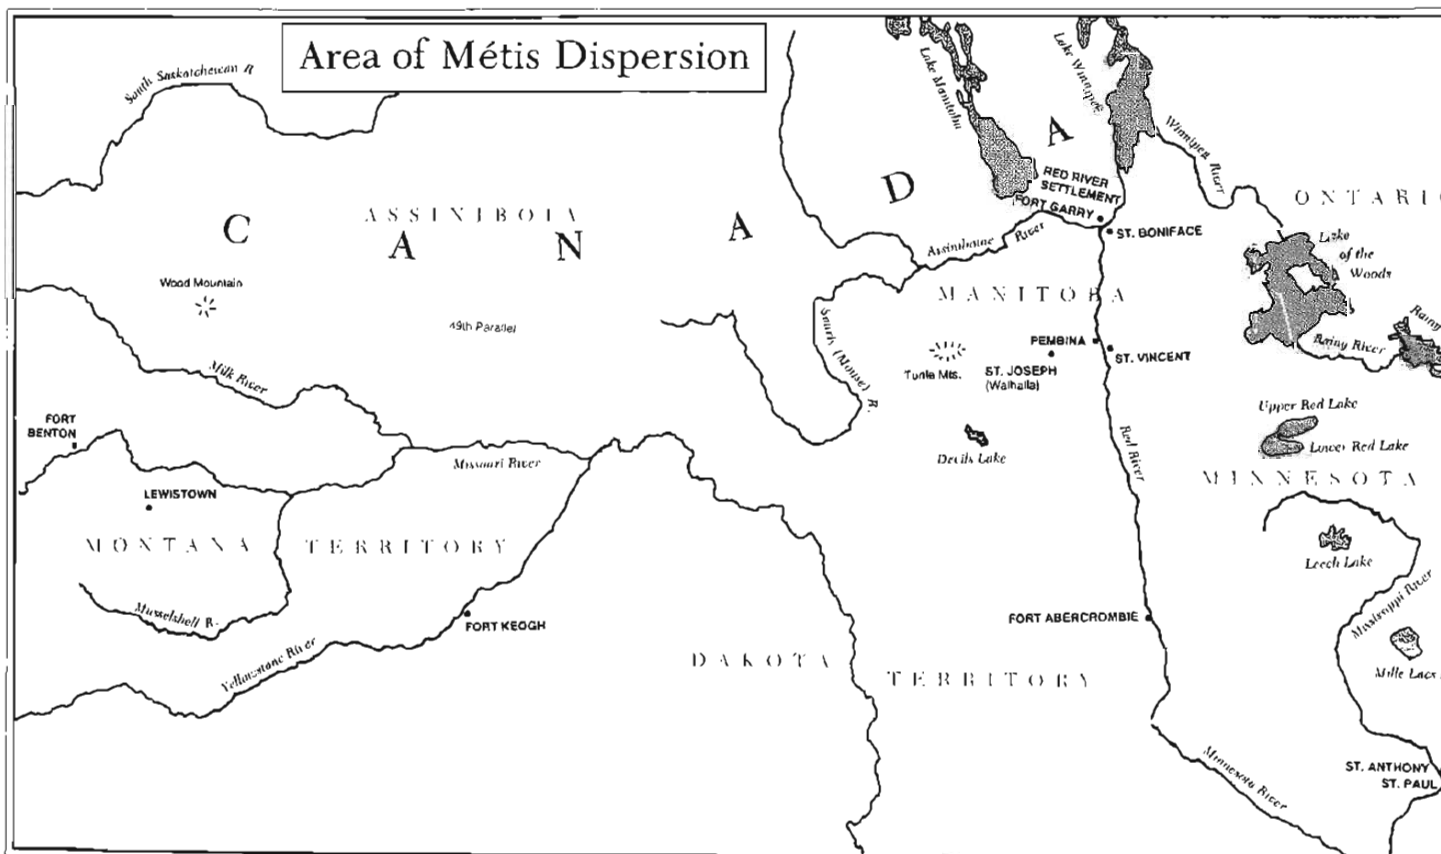 Area of Métis Dispersion
South Saskatchewan R
Lake Manitoba
Lake Winnipeg
Winnipeg River
C A N A D A
ASSINIBOIA
ONTARIO
RED RIVER
SETTLEMENT
FORT GARRY
ST. BONIFACE
Assiniboine River
Lake
of the
Woods
Wood Mountain
MANITOBA
49th Parallel
Souris (Mouse) R.
PEMBINA
ST. VINCENT
Rainy River
Rainy
Turtle Mts.
ST. JOSEPH
(Walhalla)
Milk River
FORT
BENTON
Upper Red Lake
Lower Red Lake
Red River
Devils Lake
Missouri River
MINNESOTA
LEWISTOWN
MONTANA TERRITORY
Leech Lake
Mississippi River
Musselshell R.
FORT KEOGH
FORT ABERCROMBIE
Yellowstone River
DAKOTA
TERRITORY
Mille Lacs
Minnesota River
ST. ANTHONY
ST. PAUL